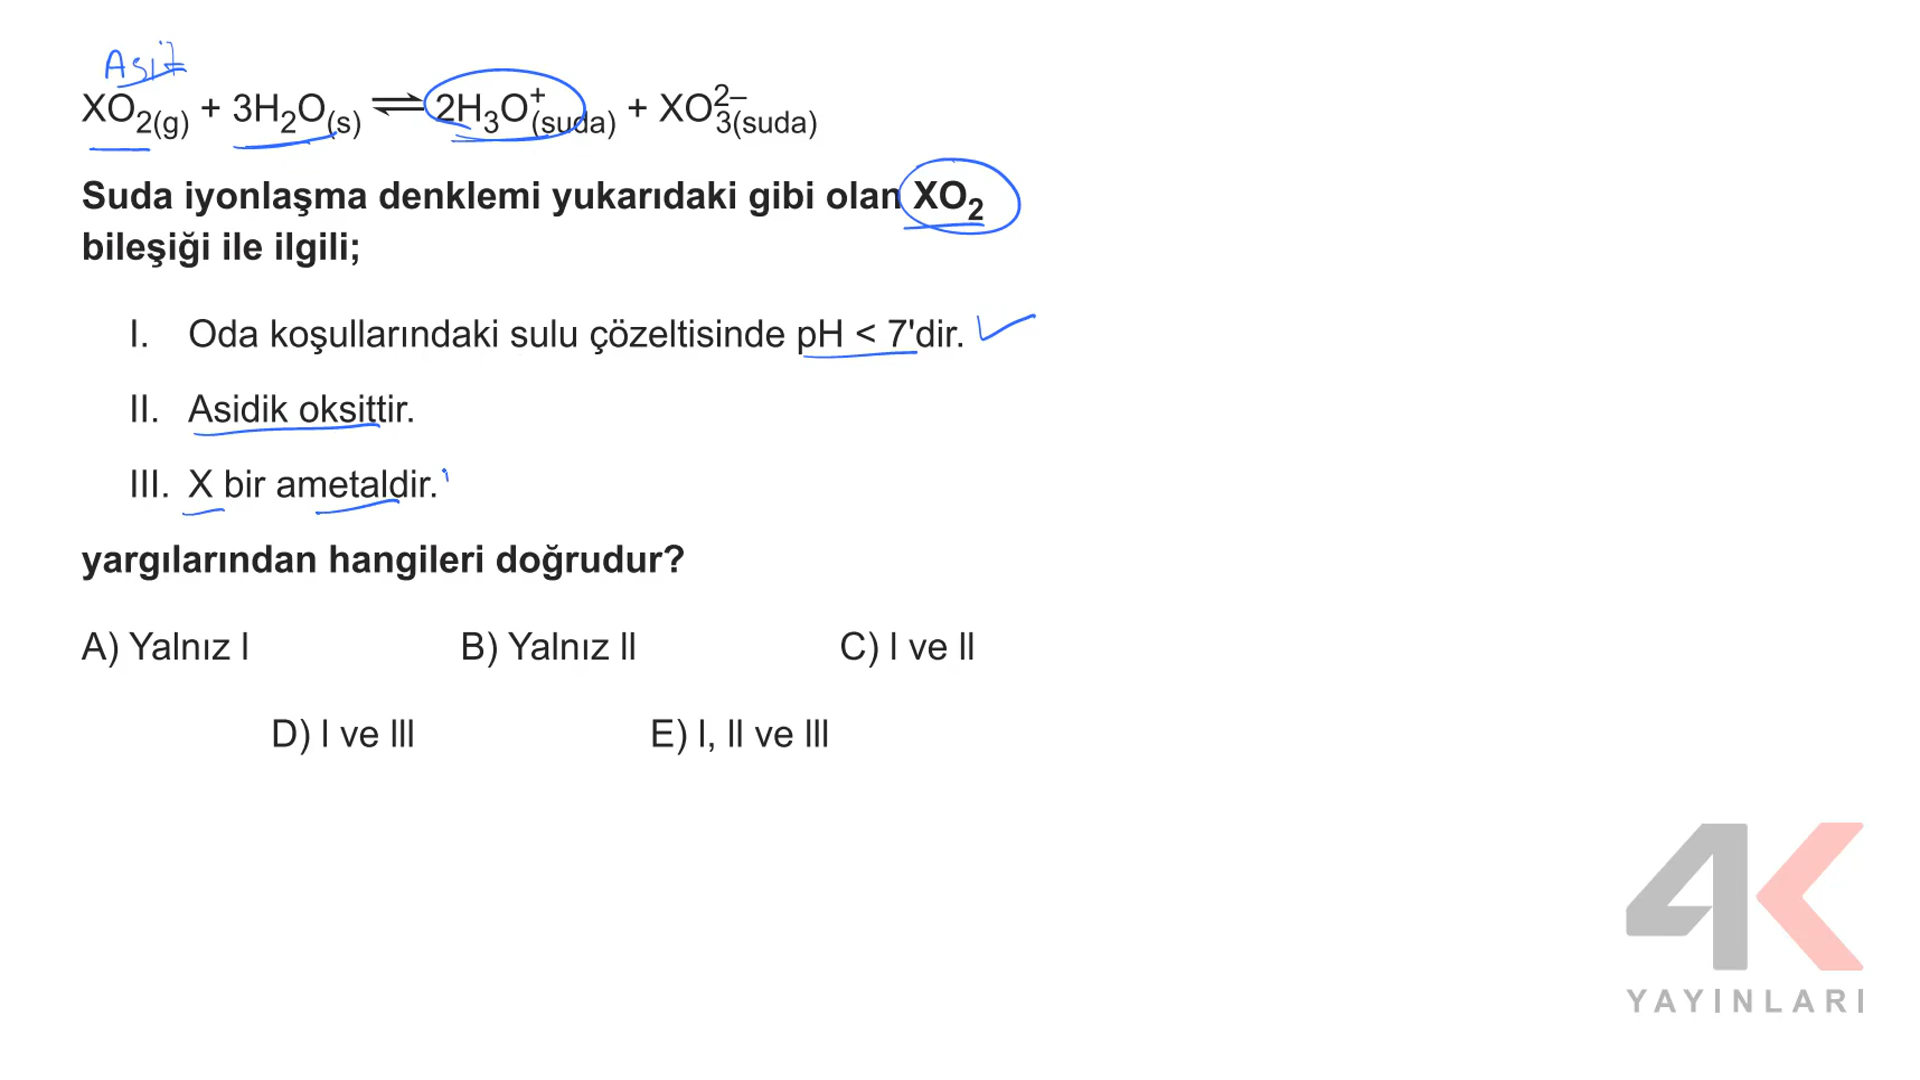 Asit
XO2(g) + 3H2O(s) ⇌ 2H3O+(suda) + XO3^2–(suda)
Suda iyonlaşma denklemi yukarıdaki gibi olan XO2
bileşiği ile ilgili;
I. Oda koşullarındaki sulu çözeltisinde pH < 7'dir. ✓
II. Asidik oksittir.
III. X bir ametaldir.
yargılarından hangileri doğrudur?
A) Yalnız I B) Yalnız II C) I ve II
D) I ve III E) I, II ve III
4K
YAYINLARI